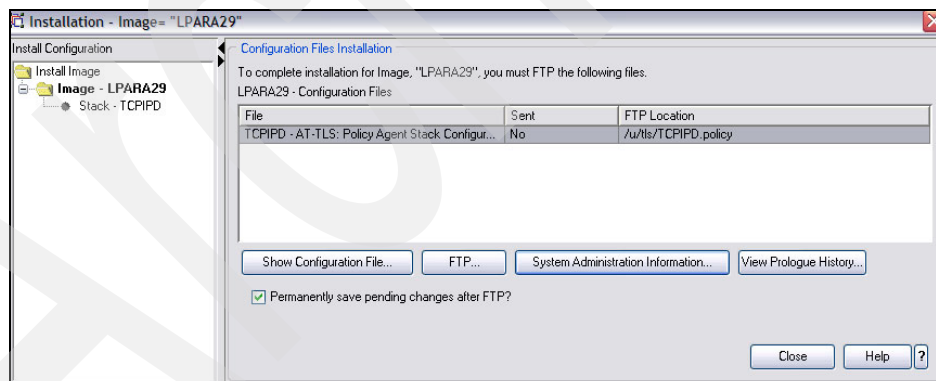 Installation - Image= "LPARA29"
Install Configuration
Install Image
Image - LPARA29
Stack - TCPIPD
Configuration Files Installation
To complete installation for Image, "LPARA29", you must FTP the following files.
LPARA29 - Configuration Files
File Sent FTP Location
TCPIPD - AT-TLS: Policy Agent Stack Configur... No /u/tls/TCPIPD.policy
Show Configuration File... FTP... System Administration Information... View Prologue History...
Permanently save pending changes after FTP?
Close Help ?